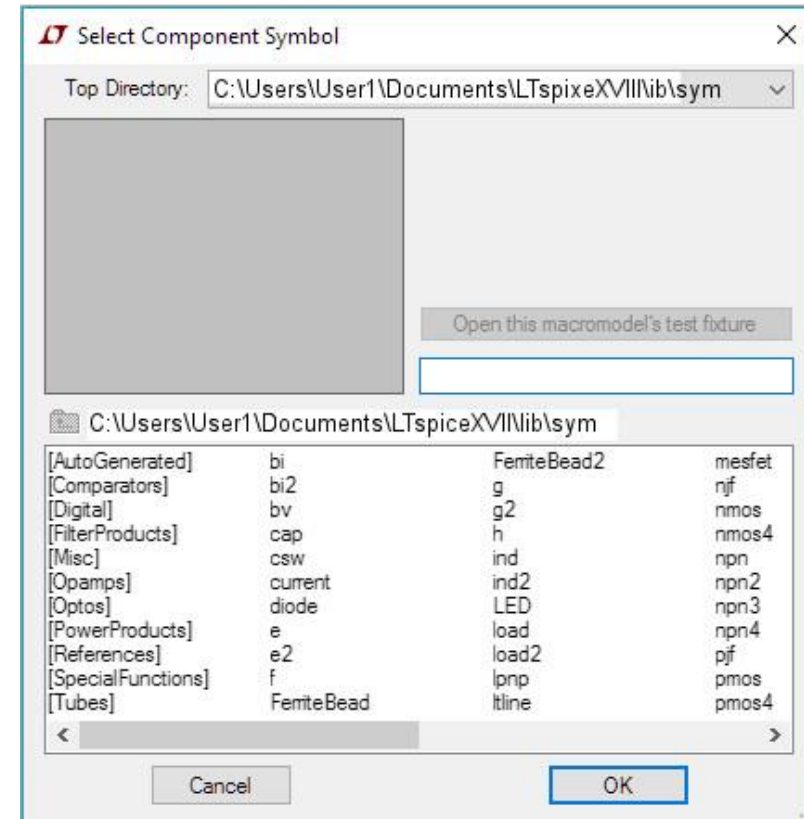 Select Component Symbol
Top Directory: C:\Users\User1\Documents\LTspixeXVIII\lib\sym
Open this macromodel's test fixture
C:\Users\User1\Documents\LTspiceXVII\lib\sym
[AutoGenerated] bi FerriteBead2 mesfet
[Comparators] bi2 g njf
[Digital] bv g2 nmos
[FilterProducts] cap h nmos4
[Misc] csw ind npn
[Opamps] current ind2 npn2
[Optos] diode LED npn3
[PowerProducts] e load npn4
[References] e2 load2 pjf
[SpecialFunctions] f lpnp pmos
[Tubes] FerriteBead ltline pmos4
Cancel OK